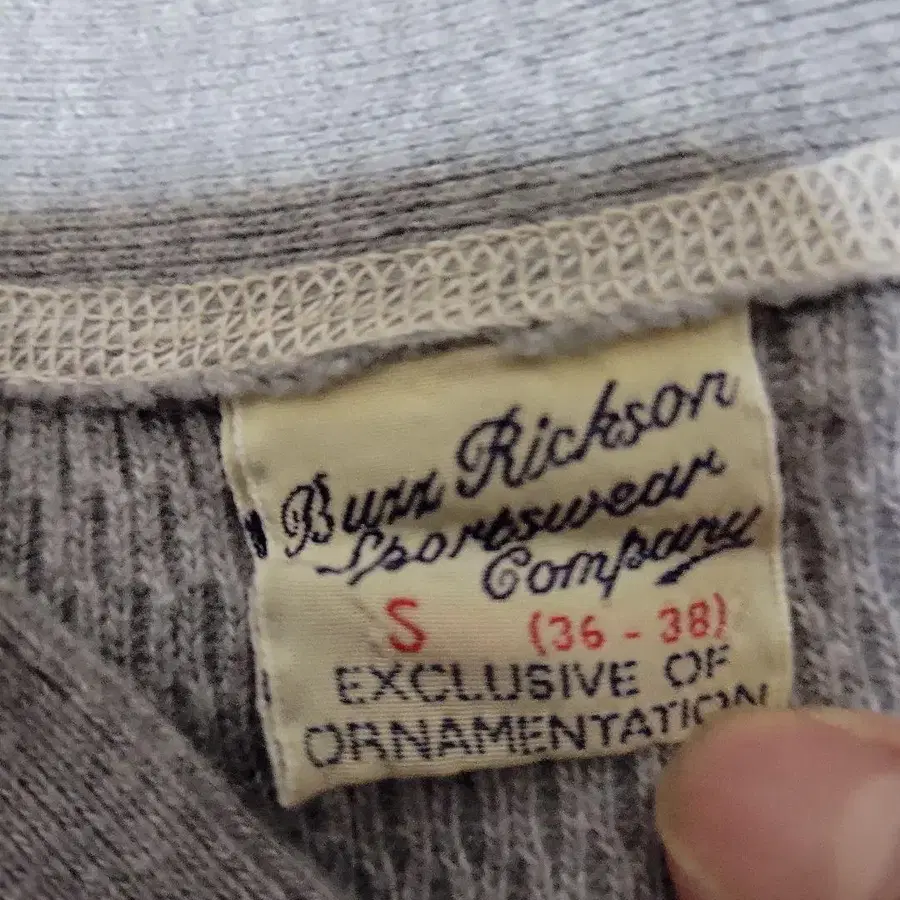 Buzz Rickson
Sportswear
Company
S (36 - 38)
EXCLUSIVE OF
ORNAMENTATION